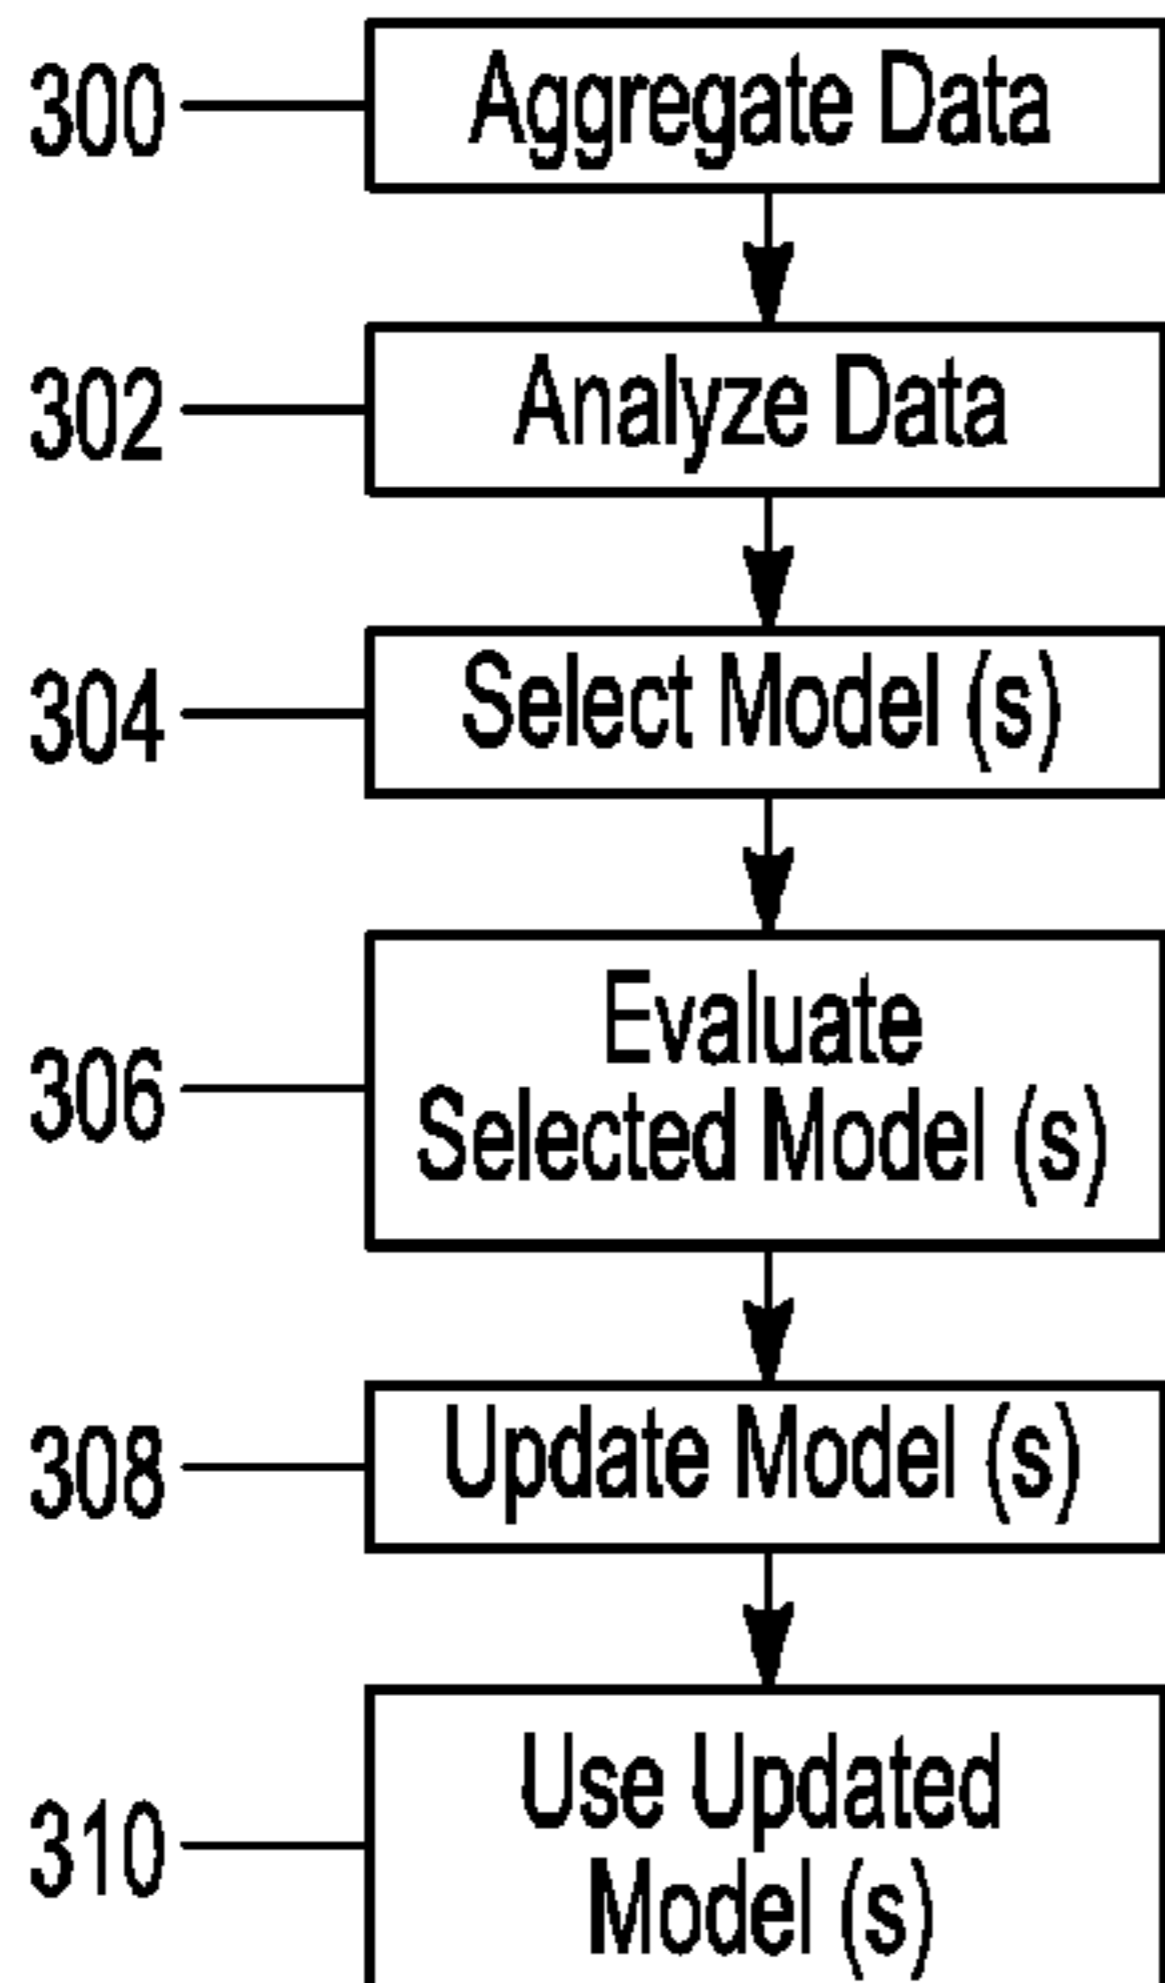 300 Aggregate Data
302 Analyze Data
304 Select Model (s)
306 Evaluate
Selected Model (s)
308 Update Model (s)
310 Use Updated
Model (s)